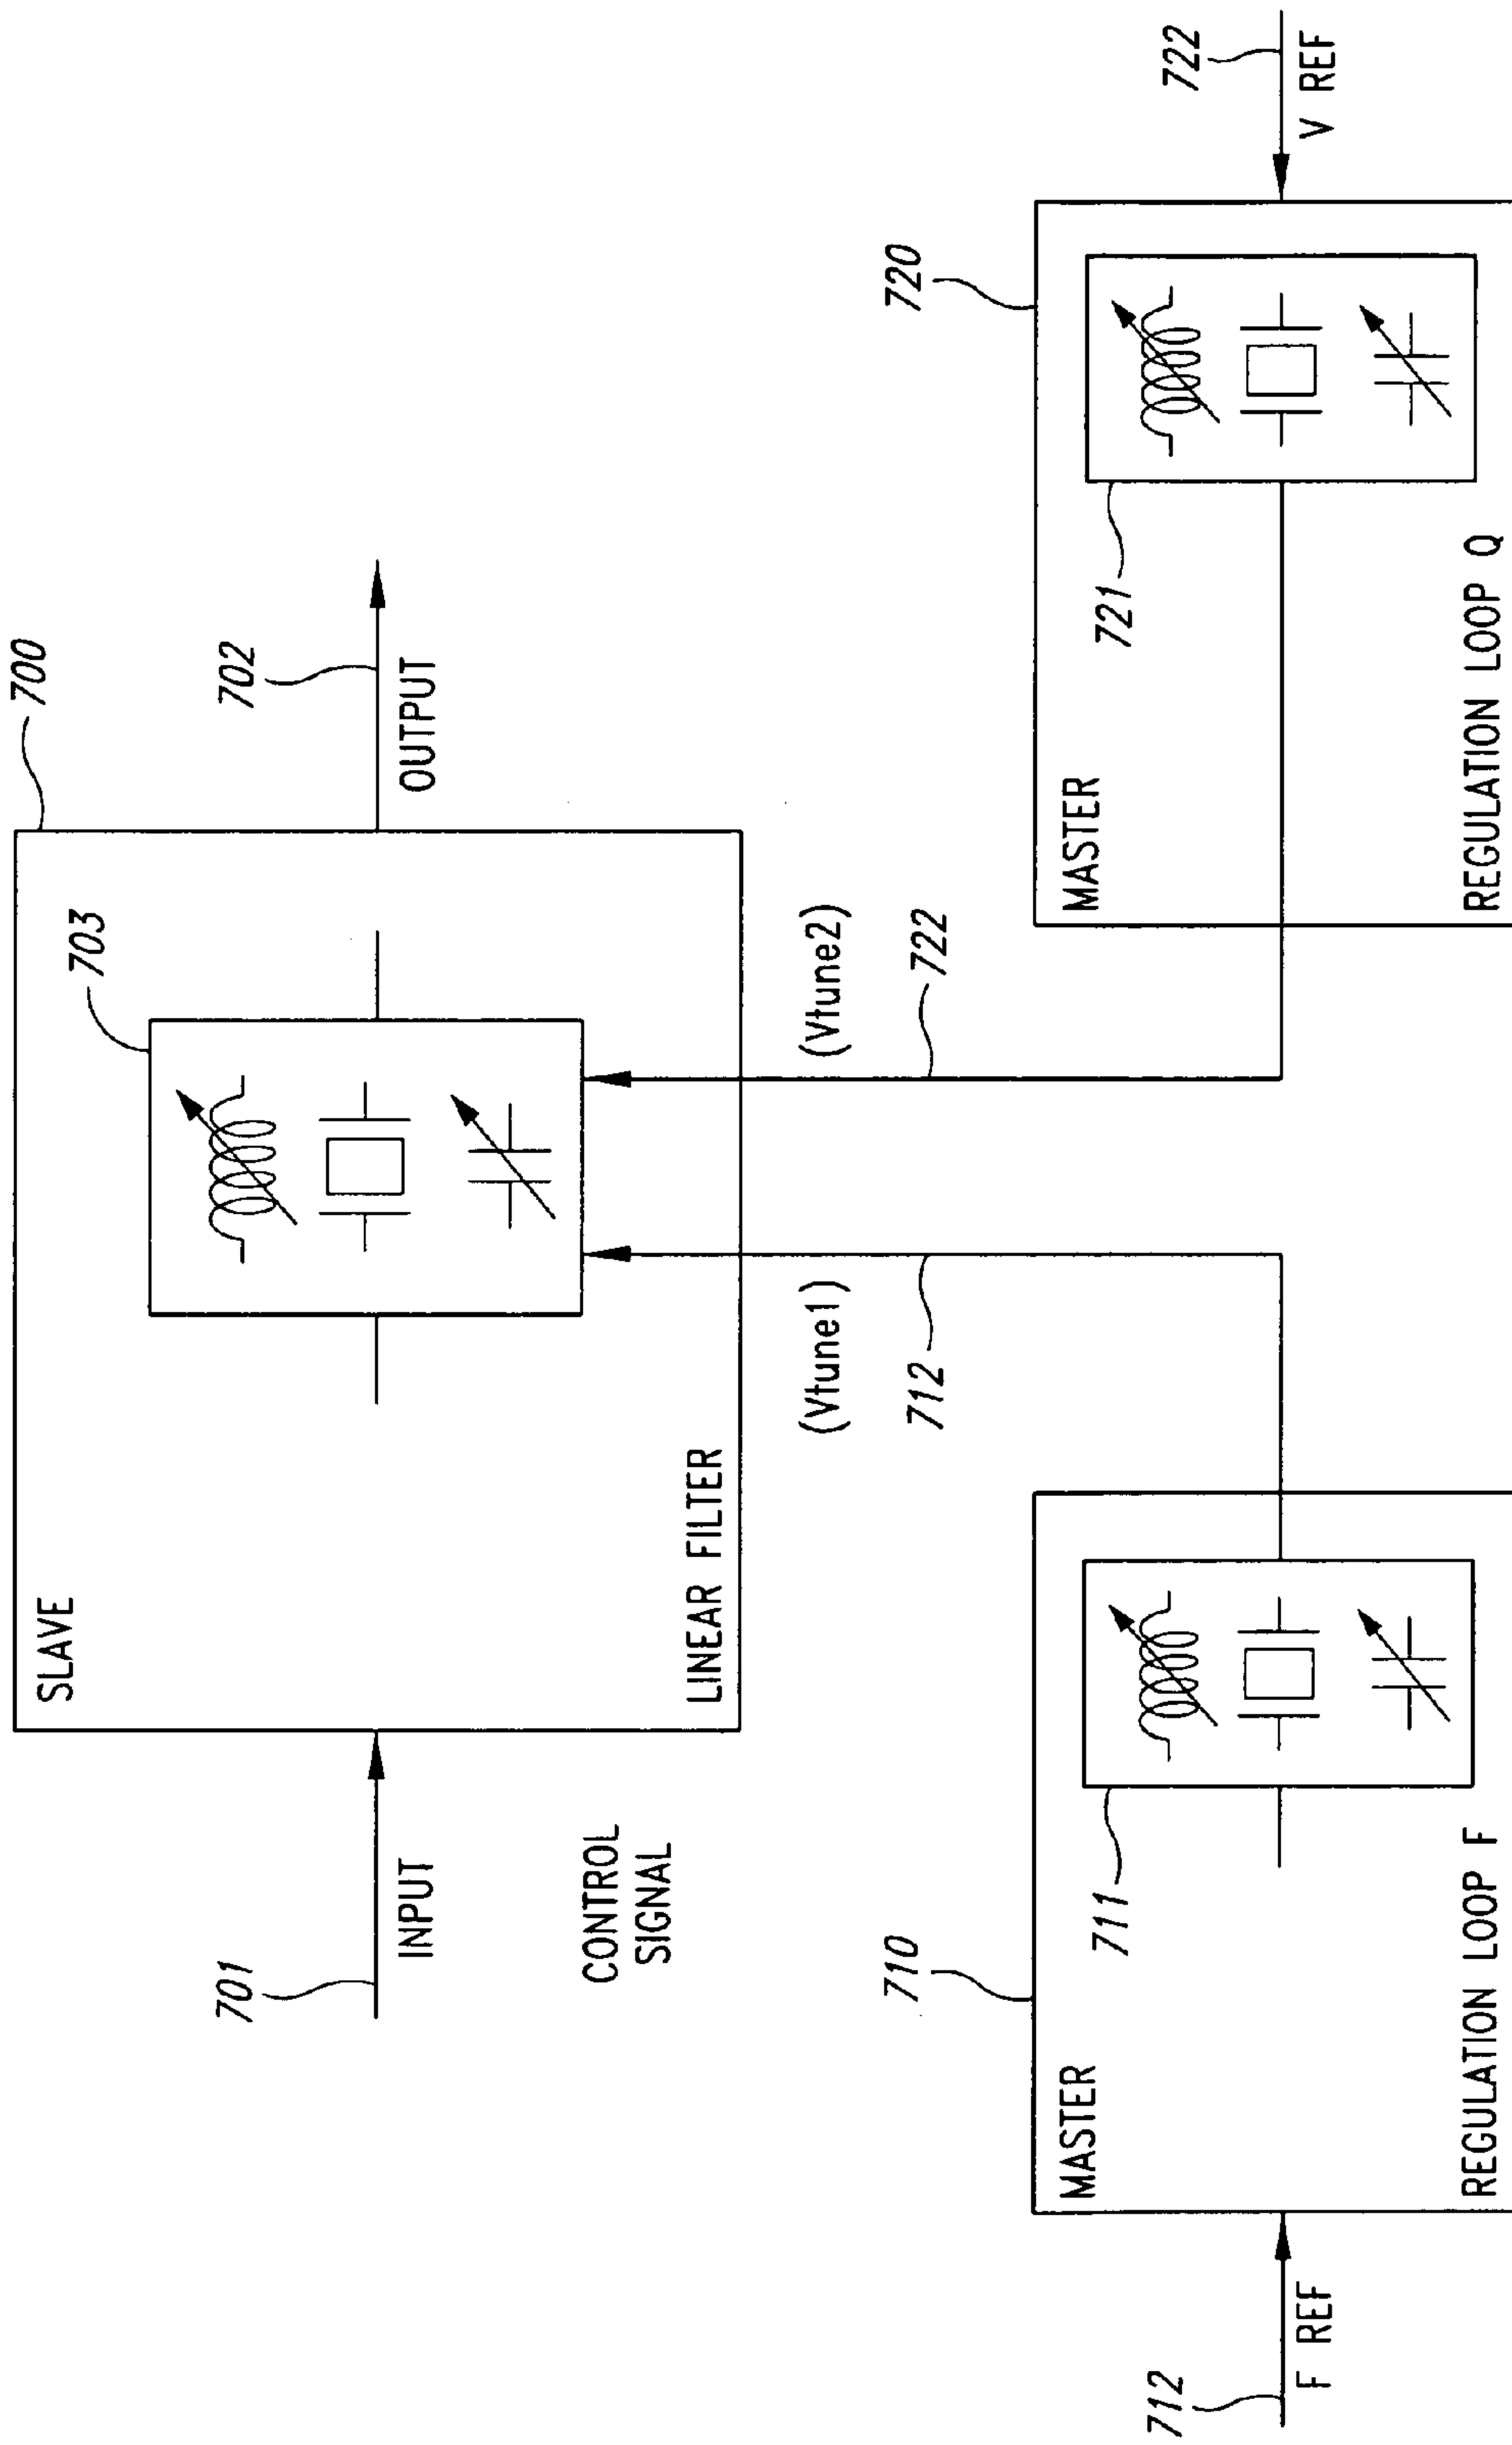 700
SLAVE
703
701
INPUT
702
OUTPUT
CONTROL
SIGNAL
LINEAR FILTER
(Vtune1)
(Vtune2)
712
722
710
720
MASTER
MASTER
711
721
712
F REF
722
V REF
REGULATION LOOP F
REGULATION LOOP Q